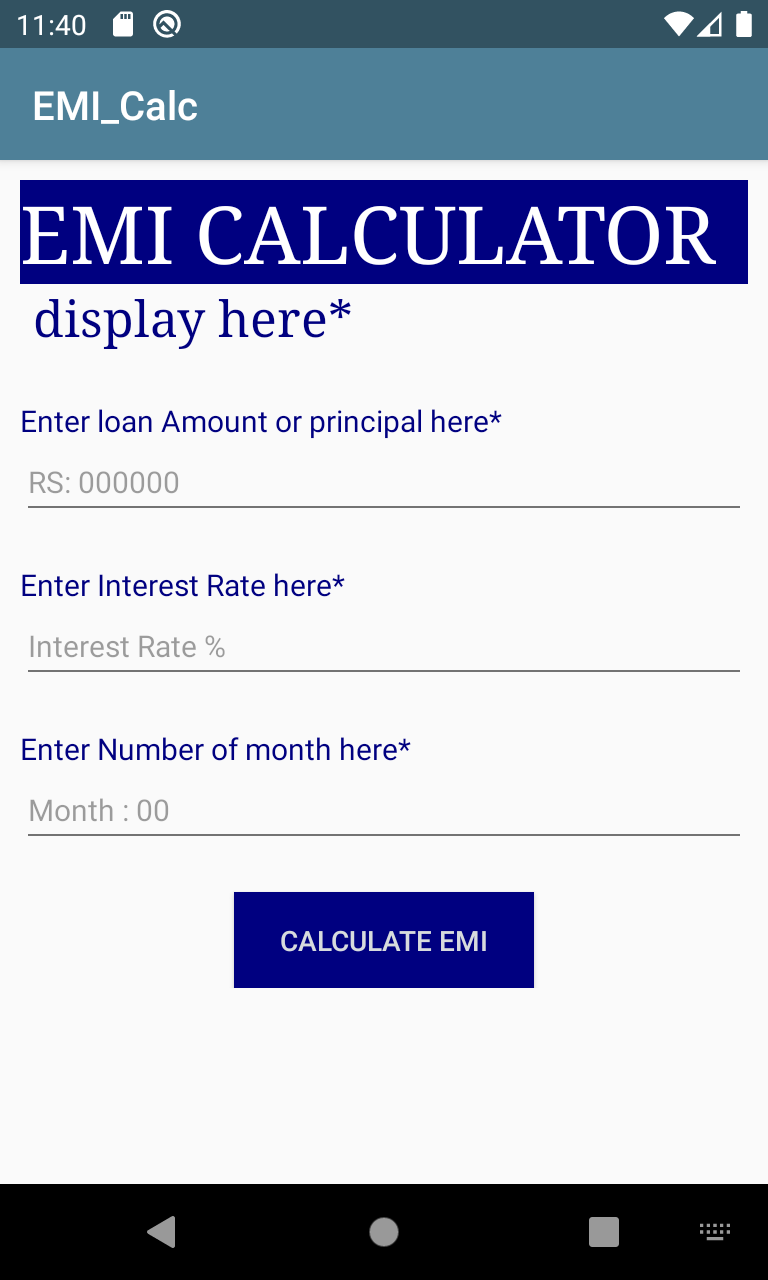 11:40
EMI_Calc
EMI CALCULATOR
display here*
Enter loan Amount or principal here*
RS: 000000
Enter Interest Rate here*
Interest Rate %
Enter Number of month here*
Month : 00
CALCULATE EMI